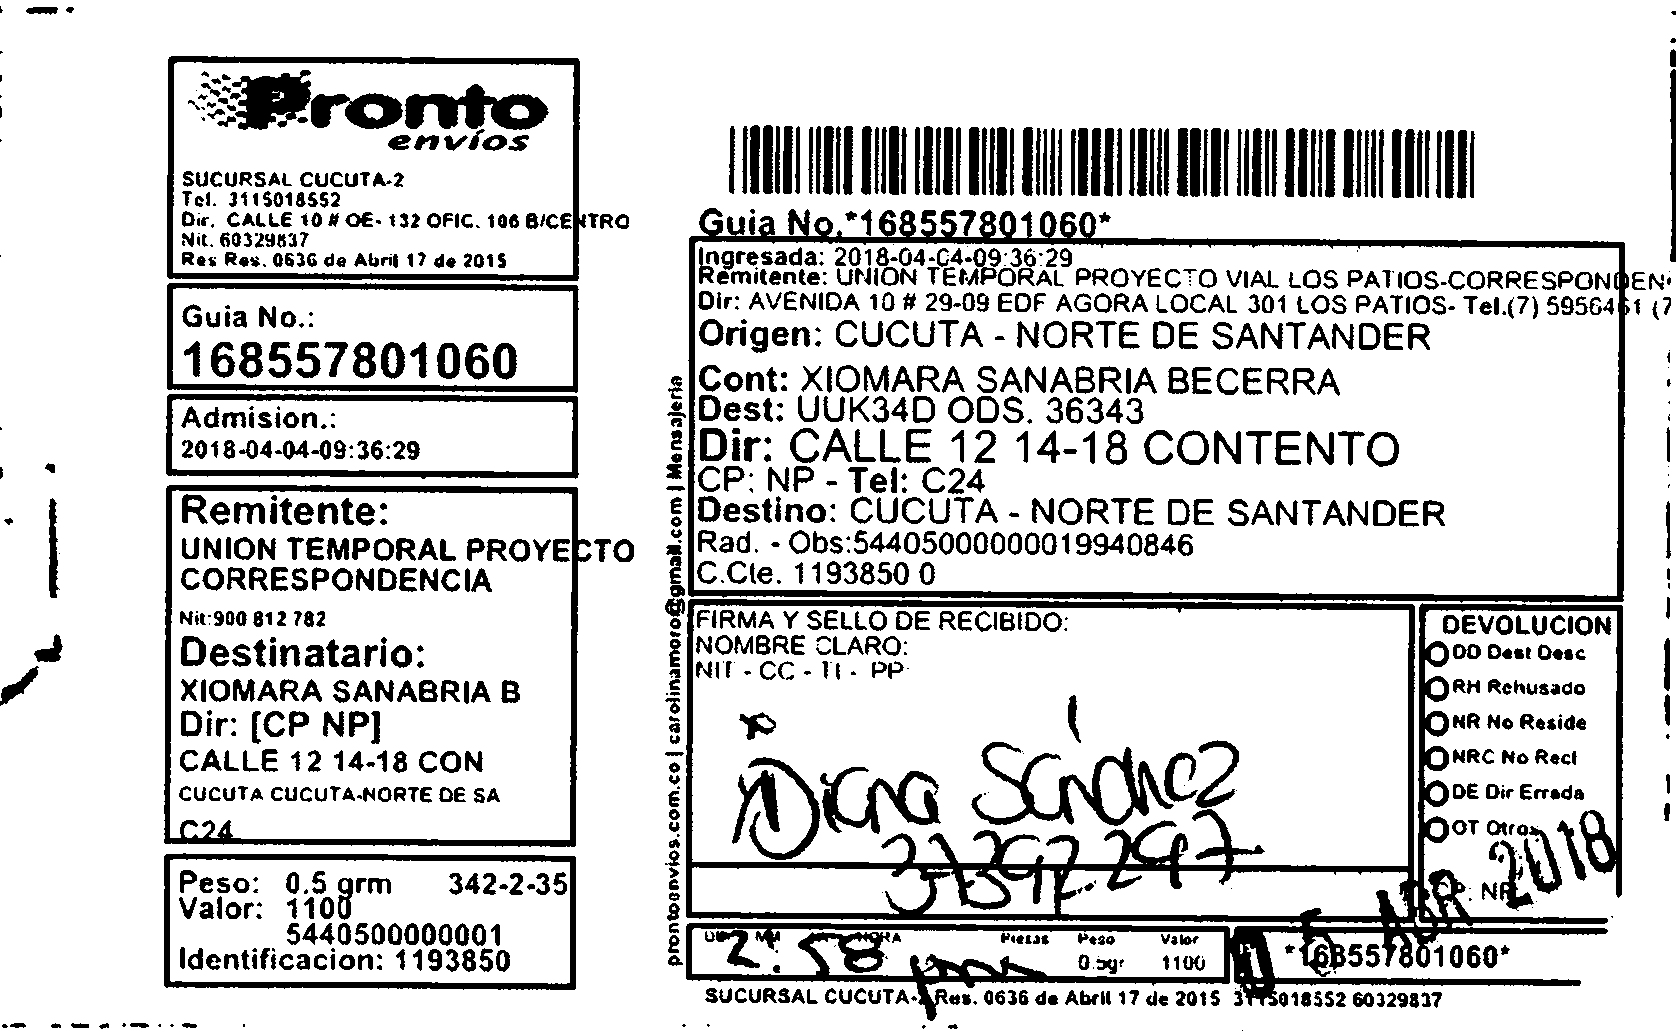 Pronto
envíos
SUCURSAL CUCUTA-2
Tel. 3115018552
Dir. CALLE 10 # OE- 132 OFIC. 106 B/CENTRO
Nit. 60329837
Res Res. 0636 de Abril 17 de 2015
Guia No.:
168557801060
Admision.:
2018-04-04-09:36:29
Remitente:
UNION TEMPORAL PROYECTO
CORRESPONDENCIA
Nit:900 812 782
Destinatario:
XIOMARA SANABRIA B
Dir: [CP NP]
CALLE 12 14-18 CON
CUCUTA CUCUTA-NORTE DE SA
C24
Peso: 0.5 grm 342-2-35
Valor: 1100
5440500000001
Identificacion: 1193850
prontoenvios.com.co | carolinamoro@gmail.com | Mensajeria
Guia No.*168557801060*
Ingresada: 2018-04-04-09:36:29
Remitente: UNION TEMPORAL PROYECTO VIAL LOS PATIOS-CORRESPONDEN
Dir: AVENIDA 10 # 29-09 EDF AGORA LOCAL 301 LOS PATIOS- Tel.(7) 5956461 (7
Origen: CUCUTA - NORTE DE SANTANDER
Cont: XIOMARA SANABRIA BECERRA
Dest: UUK34D ODS. 36343
Dir: CALLE 12 14-18 CONTENTO
CP: NP - Tel: C24
Destino: CUCUTA - NORTE DE SANTANDER
Rad. - Obs:54405000000019940846
C.Cte. 1193850 0
FIRMA Y SELLO DE RECIBIDO:
NOMBRE CLARO:
NIT - CC - TI - PP
Diana Sánchez
DEVOLUCION
DD Dest Desc
RH Rehusado
NR No Reside
NRC No Recl
DE Dir Errada
OT Otros
CP: NP
05 ABR 2018
MM HORA Piezas Peso Valor
2:58 pm 0.5gr 1100
*168557801060*
SUCURSAL CUCUTA-2 Res. 0636 de Abril 17 de 2015 3115018552 60329837